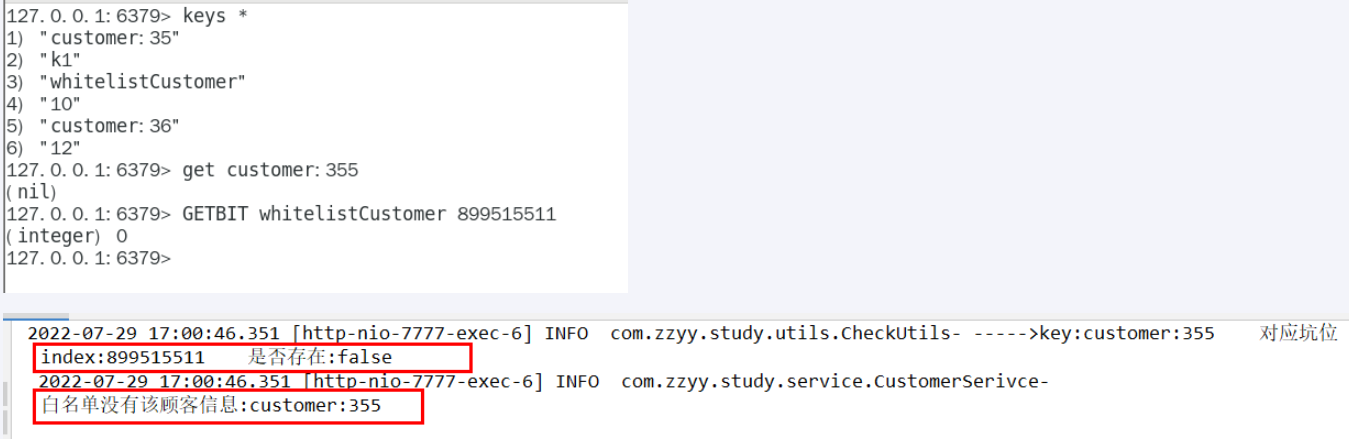 127.0.0.1:6379> keys *
1) "customer:35"
2) "k1"
3) "whitelistCustomer"
4) "10"
5) "customer:36"
6) "12"
127.0.0.1:6379> get customer:355
(nil)
127.0.0.1:6379> GETBIT whitelistCustomer 899515511
(integer) 0
127.0.0.1:6379>
2022-07-29 17:00:46.351 [http-nio-7777-exec-6] INFO com.zzyy.study.utils.CheckUtils- ----->key:customer:355 对应坑位
index:899515511 是否存在:false
2022-07-29 17:00:46.351 [http-nio-7777-exec-6] INFO com.zzyy.study.service.CustomerSerivce-
白名单没有该顾客信息:customer:355